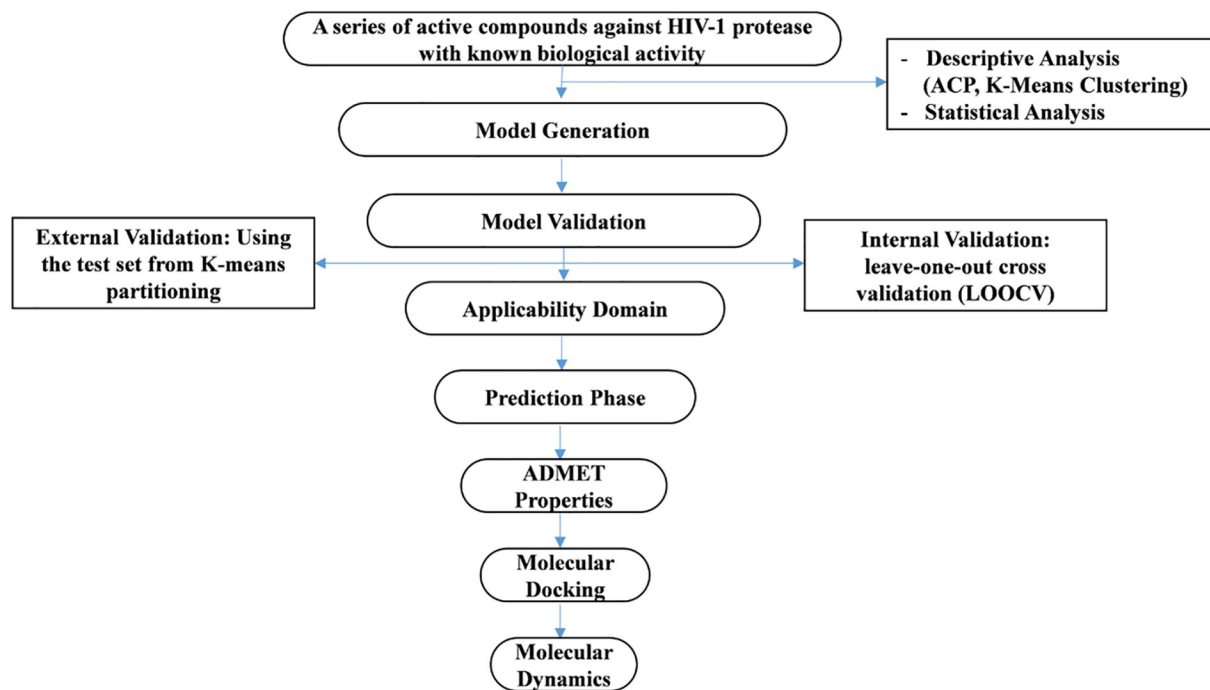 A series of active compounds against HIV-1 protease
with known biological activity
- Descriptive Analysis
(ACP, K-Means Clustering)
- Statistical Analysis
Model Generation
Model Validation
External Validation: Using
the test set from K-means
partitioning
Internal Validation:
leave-one-out cross
validation (LOOCV)
Applicability Domain
Prediction Phase
ADMET
Properties
Molecular
Docking
Molecular
Dynamics